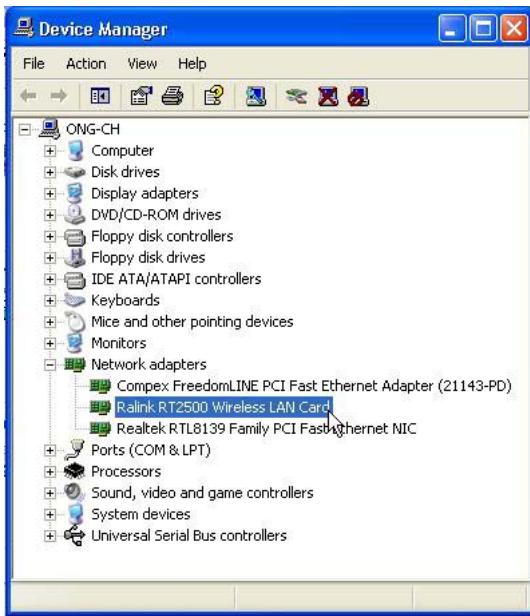 Device Manager
File Action View Help
ONG-CH
Computer
Disk drives
Display adapters
DVD/CD-ROM drives
Floppy disk controllers
Floppy disk drives
IDE ATA/ATAPI controllers
Keyboards
Mice and other pointing devices
Monitors
Network adapters
Compex FreedomLINE PCI Fast Ethernet Adapter (21143-PD)
Ralink RT2500 Wireless LAN Card
Realtek RTL8139 Family PCI Fast Ethernet NIC
Ports (COM & LPT)
Processors
Sound, video and game controllers
System devices
Universal Serial Bus controllers